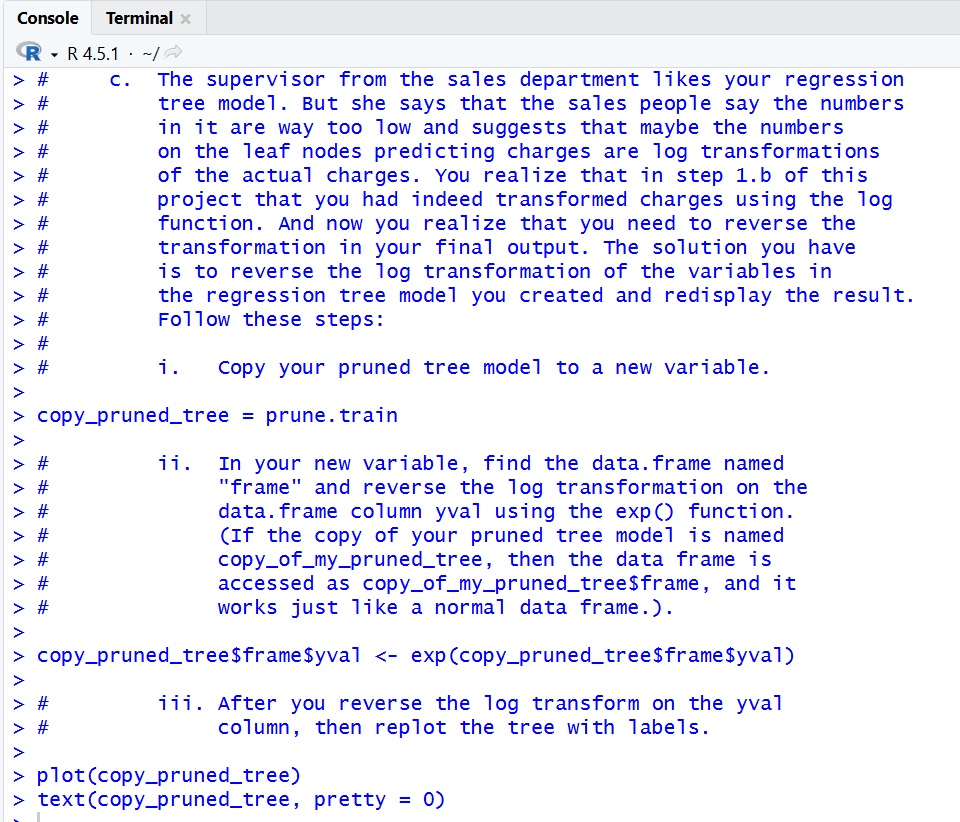 Console Terminal
R R 4.5.1 · ~/
> #     c.  The supervisor from the sales department likes your regression
> #         tree model. But she says that the sales people say the numbers
> #         in it are way too low and suggests that maybe the numbers
> #         on the leaf nodes predicting charges are log transformations
> #         of the actual charges. You realize that in step 1.b of this
> #         project that you had indeed transformed charges using the log
> #         function. And now you realize that you need to reverse the
> #         transformation in your final output. The solution you have
> #         is to reverse the log transformation of the variables in
> #         the regression tree model you created and redisplay the result.
> #         Follow these steps:
> #
> #         i.   Copy your pruned tree model to a new variable.
>
> copy_pruned_tree = prune.train
>
> #         ii.  In your new variable, find the data.frame named
> #              "frame" and reverse the log transformation on the
> #              data.frame column yval using the exp() function.
> #              (If the copy of your pruned tree model is named
> #              copy_of_my_pruned_tree, then the data frame is
> #              accessed as copy_of_my_pruned_tree$frame, and it
> #              works just like a normal data frame.).
>
> copy_pruned_tree$frame$yval <- exp(copy_pruned_tree$frame$yval)
>
> #         iii. After you reverse the log transform on the yval
> #              column, then replot the tree with labels.
>
> plot(copy_pruned_tree)
> text(copy_pruned_tree, pretty = 0)
>